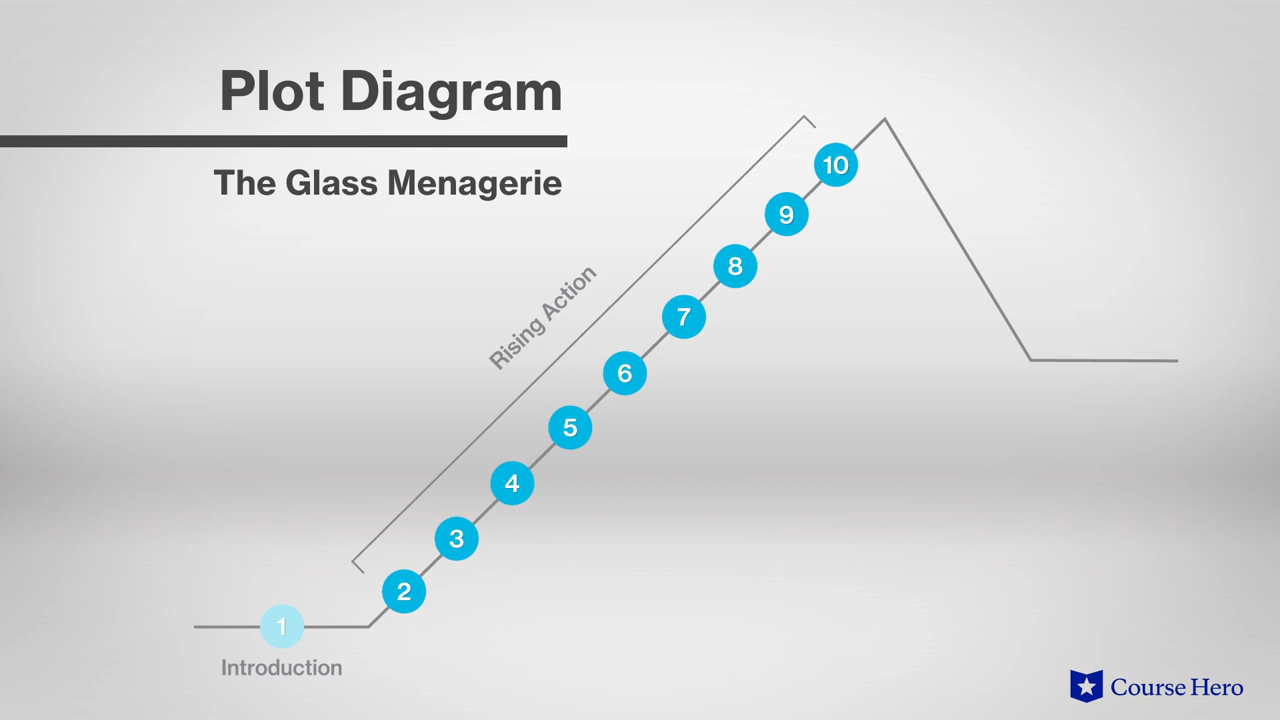 Plot Diagram
The Glass Menagerie
Rising Action
10
9
8
7
6
5
4
3
2
1
Introduction
Course Hero